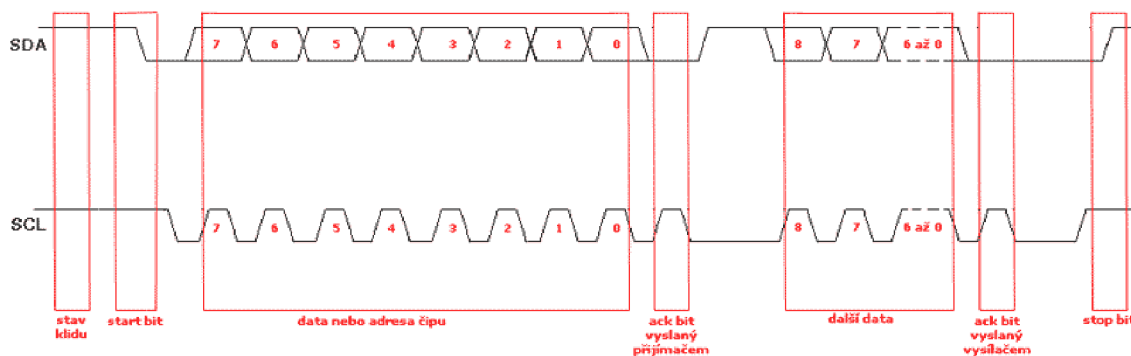 SDA
7 6 5 4 3 2 1 0
8 7 6 až 0
SCL
7 6 5 4 3 2 1 0
8 7 6 až 0
stav
klidu
start bit
data nebo adresa čipu
ack bit
vyslaný
přijímačem
další data
ack bit
vyslaný
vysílačem
stop bit